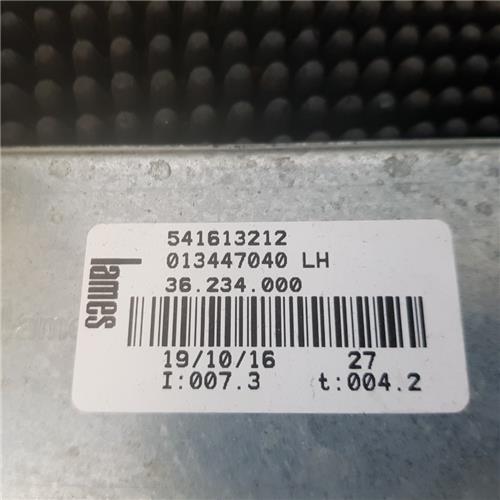 lames
541613212
013447040 LH
36.234.000
19/10/16 27
I:007.3 t:004.2